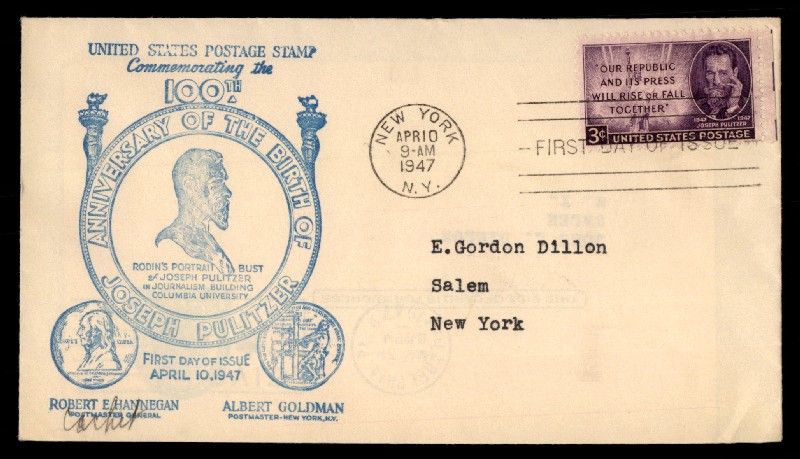 UNITED STATES POSTAGE STAMP
Commemorating the
100TH
ANNIVERSARY OF THE BIRTH OF
JOSEPH PULITZER
RODIN'S PORTRAIT BUST
of JOSEPH PULITZER
IN JOURNALISM BUILDING
COLUMBIA UNIVERSITY
FIRST DAY OF ISSUE
APRIL 10, 1947
ROBERT E. HANNEGAN
POSTMASTER GENERAL
ALBERT GOLDMAN
POSTMASTER-NEW YORK, N.Y.
Cachet
NEW YORK
APR 10
9-AM
1947
N.Y.
"OUR REPUBLIC
AND ITS PRESS
WILL RISE OR FALL
TOGETHER"
1847 1947
JOSEPH PULITZER
3¢ UNITED STATES POSTAGE
FIRST DAY OF ISSUE
E.Gordon Dillon
Salem
New York